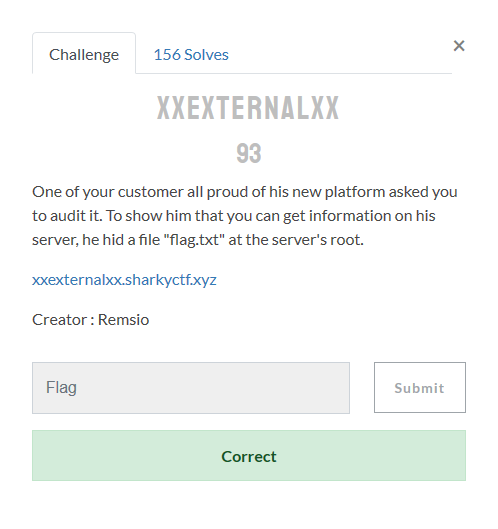 Challenge
156 Solves
×
XXEXTERNALXX
93
One of your customer all proud of his new platform asked you
to audit it. To show him that you can get information on his
server, he hid a file "flag.txt" at the server's root.
xxexternalxx.sharkyctf.xyz
Creator : Remsio
Flag
Submit
Correct